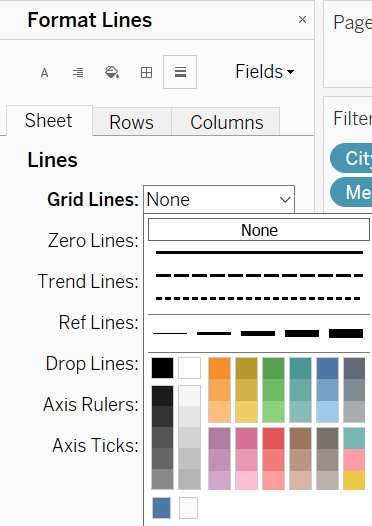 Format Lines
×
Page
A
Fields
Sheet
Rows
Columns
Filter
Lines
City
Me
Grid Lines:
None
None
Zero Lines:
Trend Lines:
Ref Lines:
Drop Lines:
Axis Rulers:
Axis Ticks: